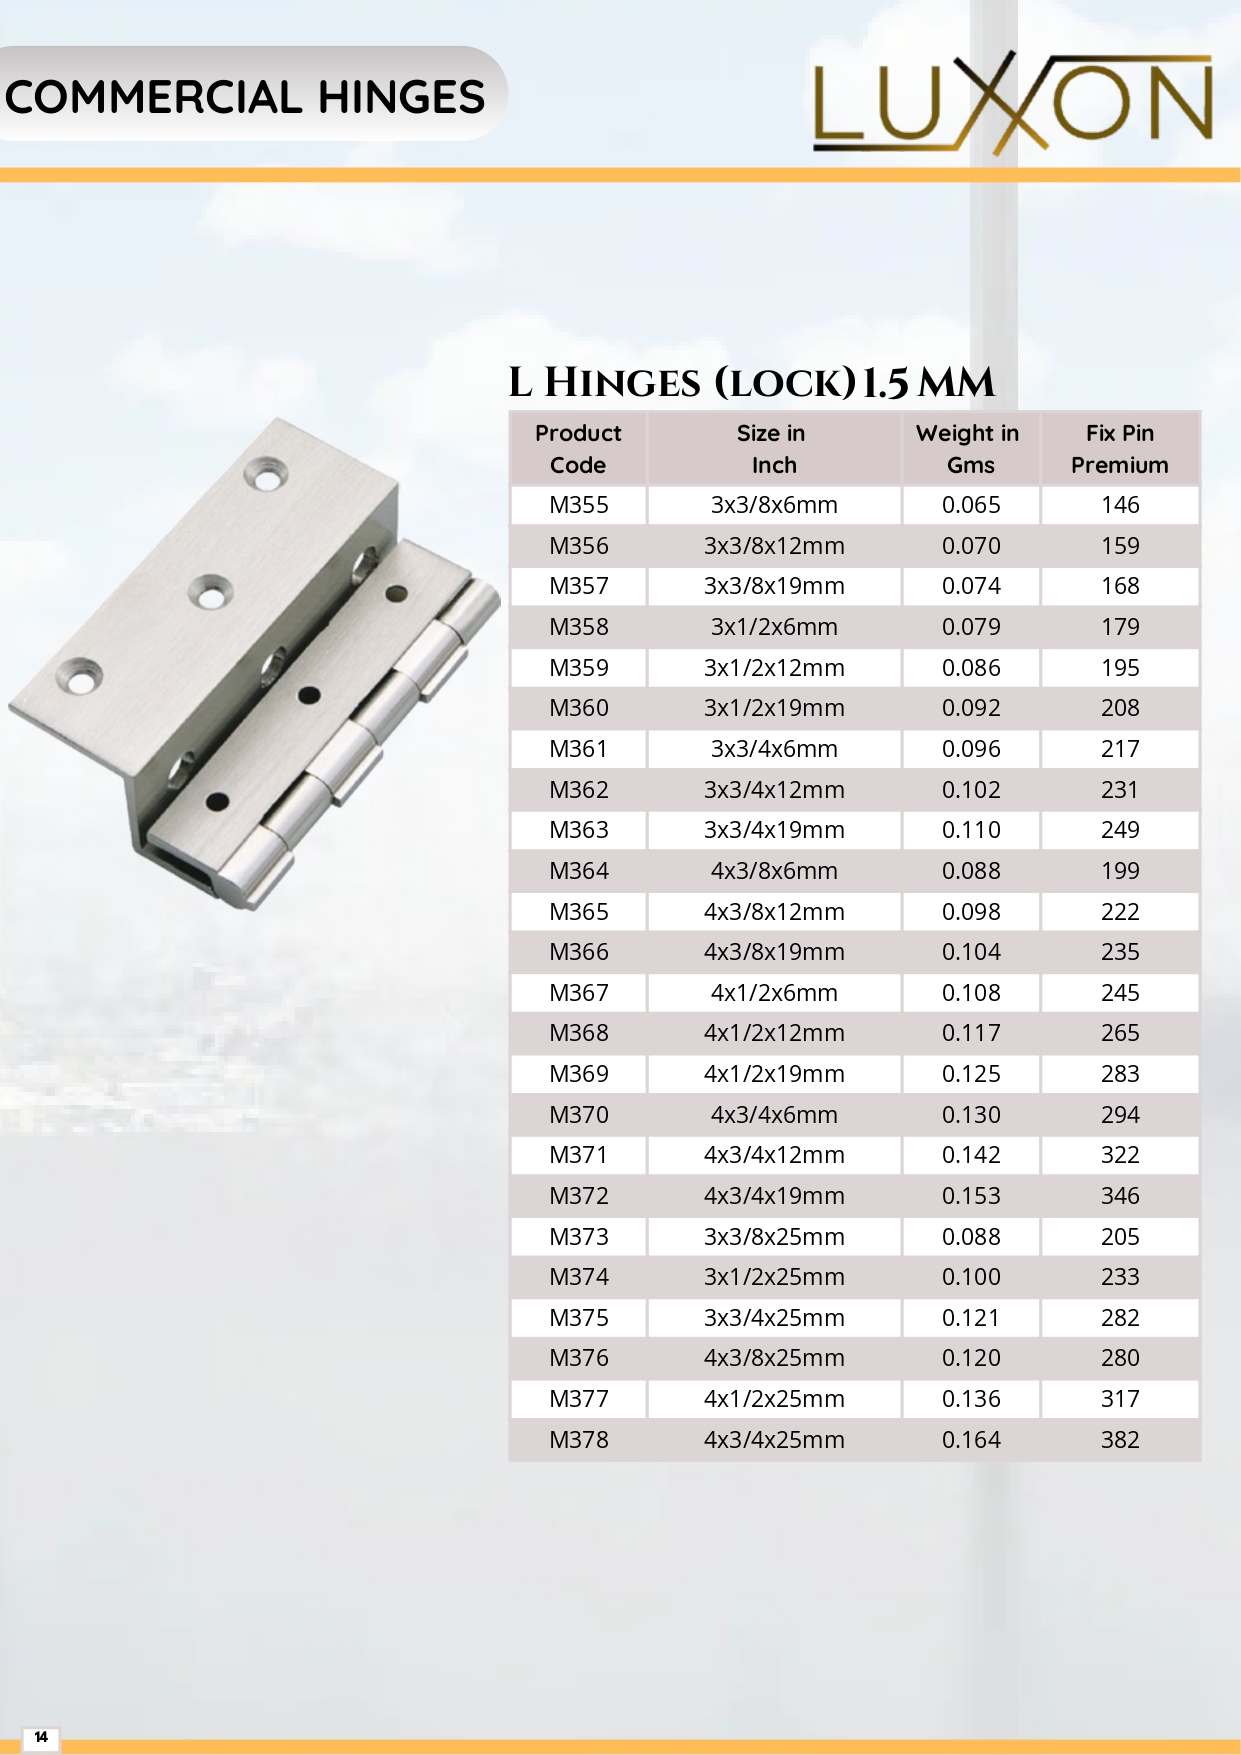 COMMERCIAL HINGES
LUXXON
L HINGES (LOCK) 1.5 MM
Product Code Size in Inch Weight in Gms Fix Pin Premium
M355 3x3/8x6mm 0.065 146
M356 3x3/8x12mm 0.070 159
M357 3x3/8x19mm 0.074 168
M358 3x1/2x6mm 0.079 179
M359 3x1/2x12mm 0.086 195
M360 3x1/2x19mm 0.092 208
M361 3x3/4x6mm 0.096 217
M362 3x3/4x12mm 0.102 231
M363 3x3/4x19mm 0.110 249
M364 4x3/8x6mm 0.088 199
M365 4x3/8x12mm 0.098 222
M366 4x3/8x19mm 0.104 235
M367 4x1/2x6mm 0.108 245
M368 4x1/2x12mm 0.117 265
M369 4x1/2x19mm 0.125 283
M370 4x3/4x6mm 0.130 294
M371 4x3/4x12mm 0.142 322
M372 4x3/4x19mm 0.153 346
M373 3x3/8x25mm 0.088 205
M374 3x1/2x25mm 0.100 233
M375 3x3/4x25mm 0.121 282
M376 4x3/8x25mm 0.120 280
M377 4x1/2x25mm 0.136 317
M378 4x3/4x25mm 0.164 382
14